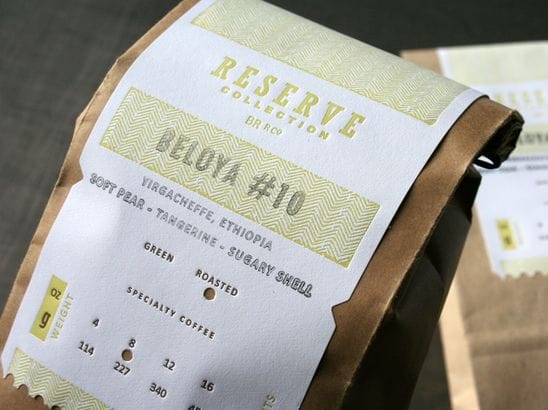 RESERVE
COLLECTION
BR R CO
BELOYA #10
YIRGACHEFFE, ETHIOPIA
SOFT PEAR - TANGERINE - SUGARY SHELL
GREEN ROASTED
SPECIALTY COFFEE
oz 4 8 12 16
g 114 227 340
WEIGHT